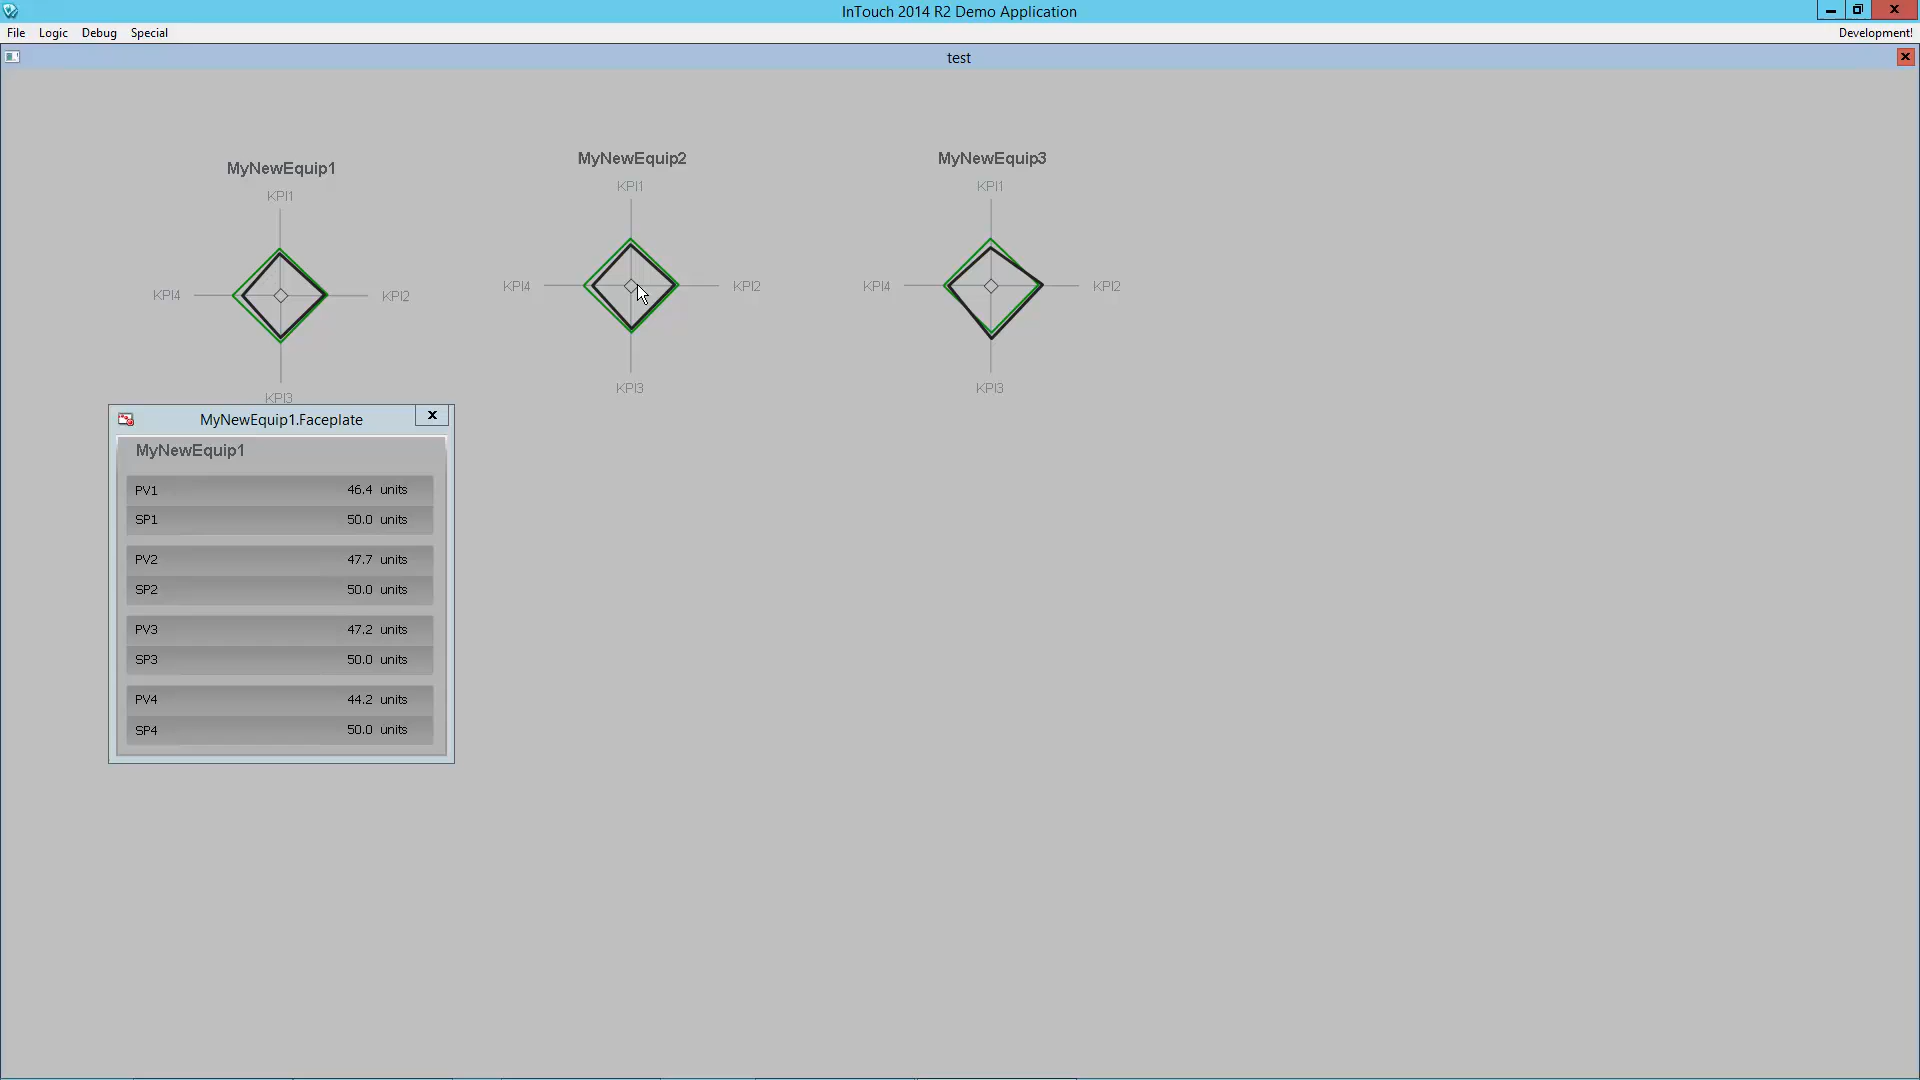 InTouch 2014 R2 Demo Application
File Logic Debug Special Development!
test
MyNewEquip1
KPI1
KPI4
KPI2
KPI3
MyNewEquip2
KPI1
KPI4
KPI2
KPI3
MyNewEquip3
KPI1
KPI4
KPI2
KPI3
MyNewEquip1.Faceplate
MyNewEquip1
PV1 46.4 units
SP1 50.0 units
PV2 47.7 units
SP2 50.0 units
PV3 47.2 units
SP3 50.0 units
PV4 44.2 units
SP4 50.0 units